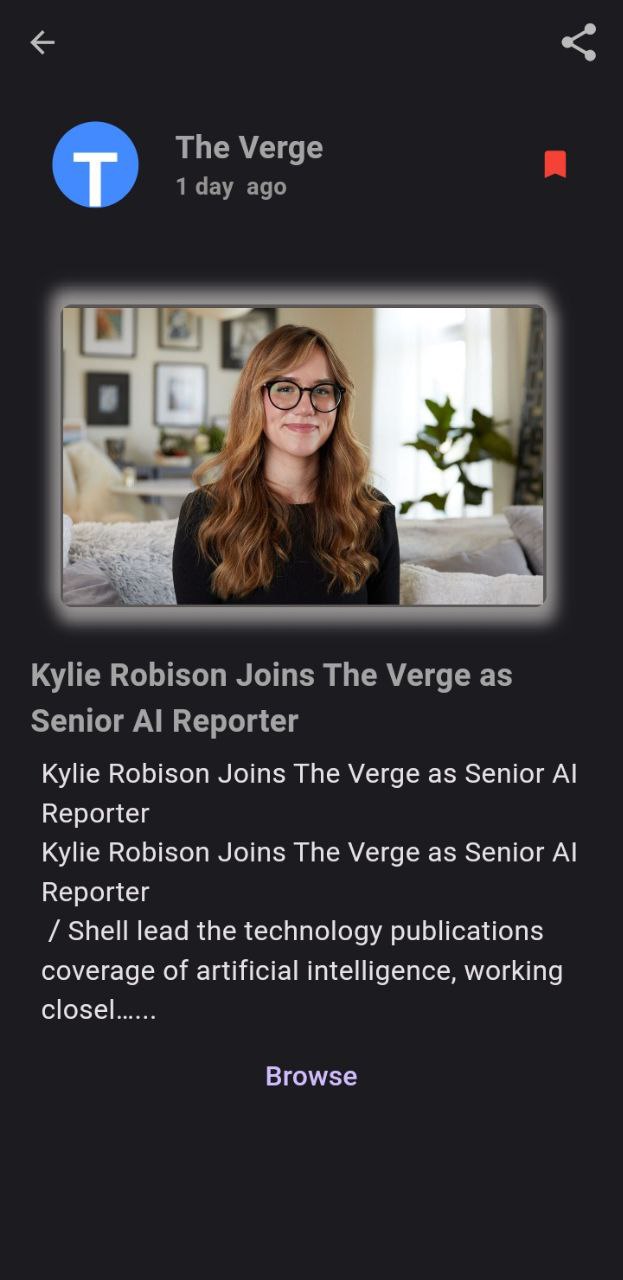 T
The Verge
1 day  ago
Kylie Robison Joins The Verge as
Senior AI Reporter
Kylie Robison Joins The Verge as Senior AI
Reporter
Kylie Robison Joins The Verge as Senior AI
Reporter
/ Shell lead the technology publications
coverage of artificial intelligence, working
closel…...
Browse